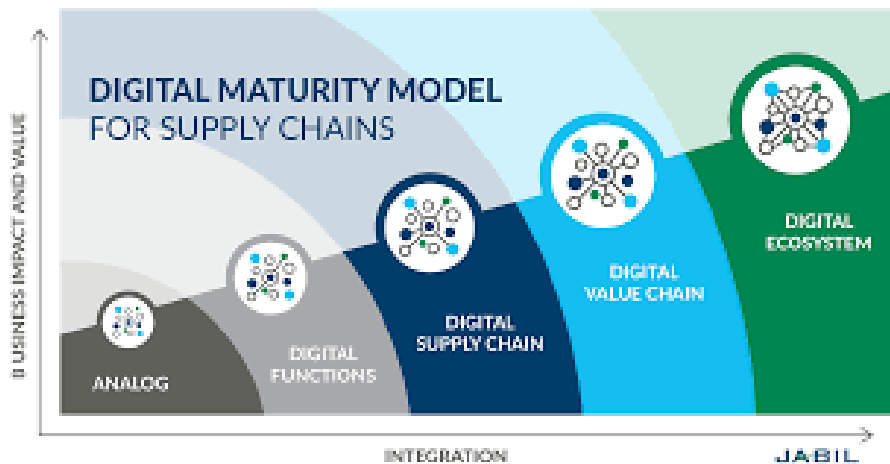 DIGITAL MATURITY MODEL
FOR SUPPLY CHAINS
BUSINESS IMPACT AND VALUE
ANALOG
DIGITAL
FUNCTIONS
DIGITAL
SUPPLY CHAIN
DIGITAL
VALUE CHAIN
DIGITAL
ECOSYSTEM
INTEGRATION
JABIL